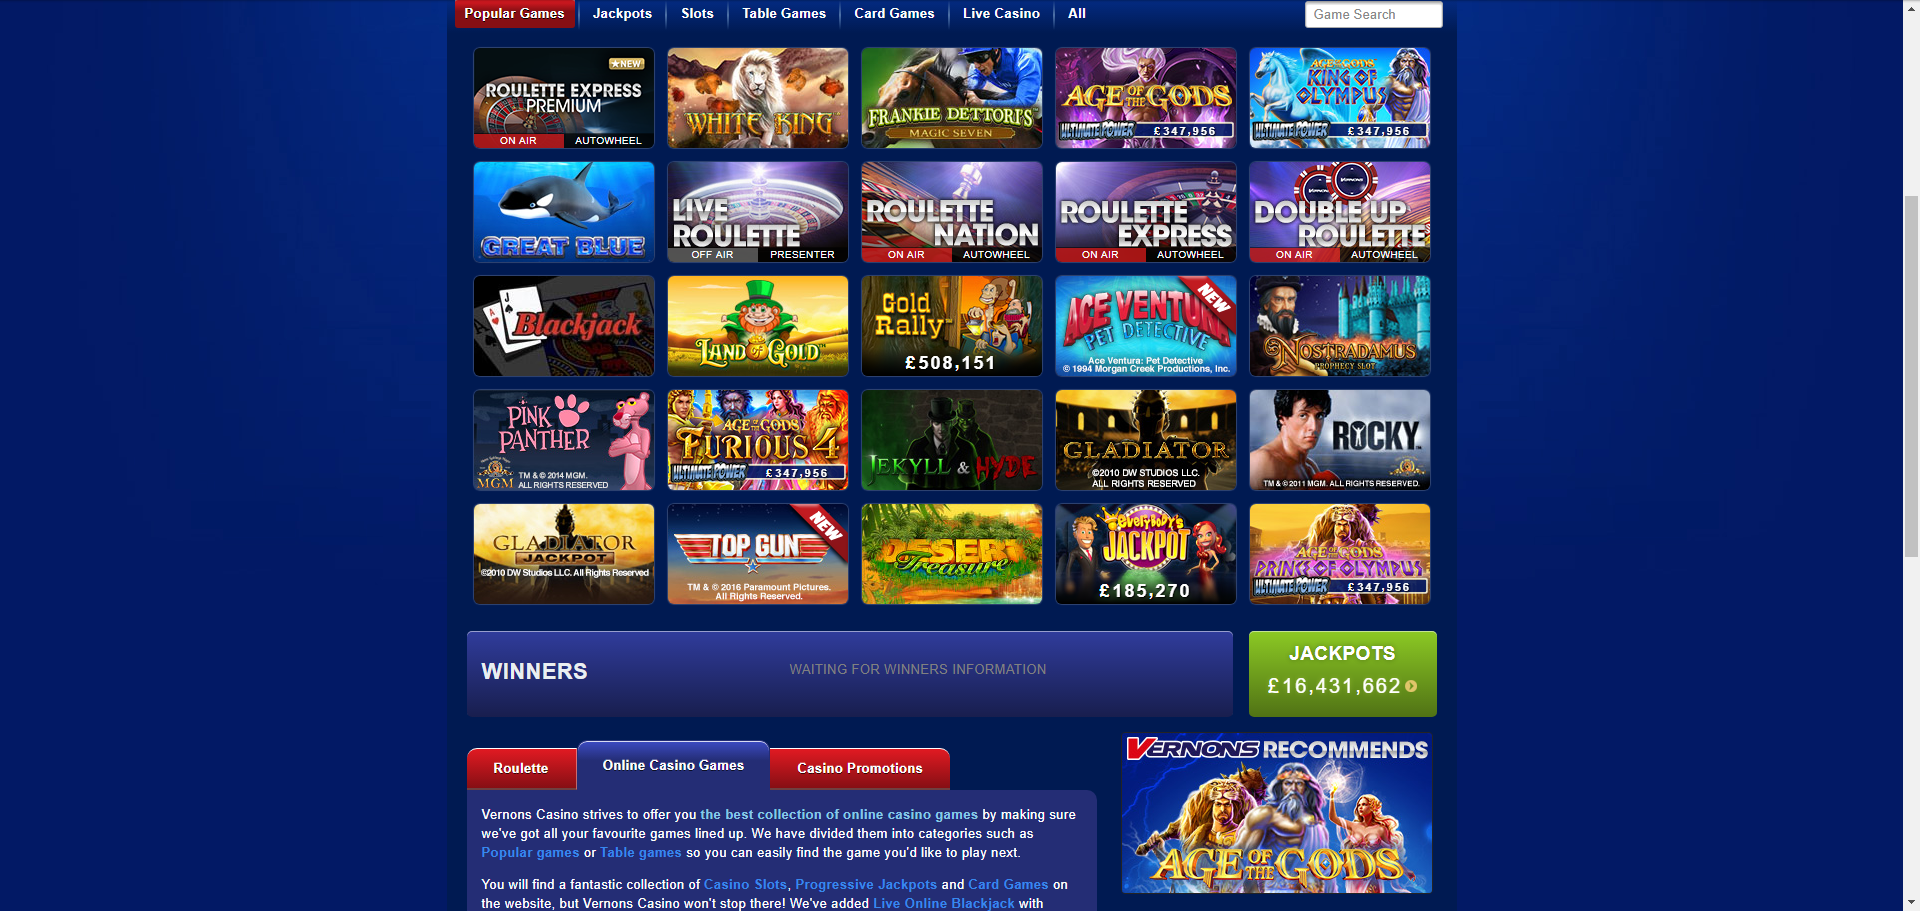 Popular Games
Jackpots
Slots
Table Games
Card Games
Live Casino
All
Game Search
★NEW
ROULETTE EXPRESS
PREMIUM
ON AIR AUTOWHEEL
WHITE KING
FRANKIE DETTORI'S™
MAGIC SEVEN
AGE OF THE GODS
ULTIMATE POWER £347,956
AGE OF THE GODS
KING OF
OLYMPUS
ULTIMATE POWER £347,956
GREAT BLUE
LIVE
ROULETTE
OFF AIR PRESENTER
ROULETTE
NATION
ON AIR AUTOWHEEL
ROULETTE
EXPRESS
ON AIR AUTOWHEEL
VERNONS VERNONS
DOUBLE UP
ROULETTE
ON AIR AUTOWHEEL
J
A
Blackjack
LAND OF GOLD™
Gold
Rally™
£508,151
NEW
ACE VENTURA
PET DETECTIVE
Ace Ventura: Pet Detective
© 1994 Morgan Creek Productions, Inc.
NOSTRADAMUS
PROPHECY SLOT
PINK
PANTHER
MGM
TM & © 2014 MGM.
ALL RIGHTS RESERVED
AGE OF THE GODS
FURIOUS 4
ULTIMATE POWER £347,956
JEKYLL & HYDE
GLADIATOR
©2010 DW STUDIOS LLC.
ALL RIGHTS RESERVED
ROCKY™
TM & ©2011 MGM. ALL RIGHTS RESERVED.
GLADIATOR
JACKPOT
©2010 DW Studios LLC. All Rights Reserved
NEW
TOP GUN
TM & © 2016 Paramount Pictures.
All Rights Reserved.
DESERT
Treasure
everyBody's
JACKPOT
£185,270
AGE OF THE GODS
PRINCE OF OLYMPUS
ULTIMATE POWER £347,956
WINNERS
WAITING FOR WINNERS INFORMATION
JACKPOTS
£16,431,662
Roulette
Online Casino Games
Casino Promotions
Vernons Casino strives to offer you the best collection of online casino games by making sure
we've got all your favourite games lined up. We have divided them into categories such as
Popular games or Table games so you can easily find the game you'd like to play next.
You will find a fantastic collection of Casino Slots, Progressive Jackpots and Card Games on
the website, but Vernons Casino won't stop there! We've added Live Online Blackjack with
VERNONS RECOMMENDS
AGE OF THE GODS